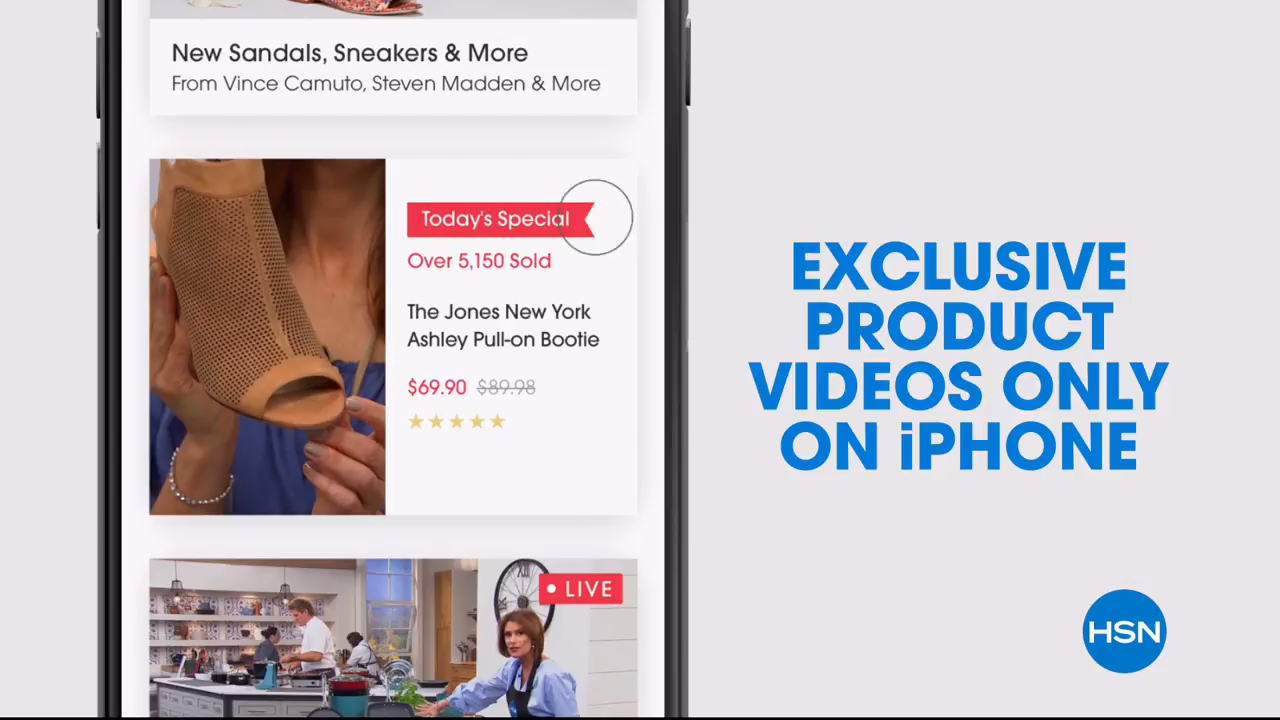 New Sandals, Sneakers & More
From Vince Camuto, Steven Madden & More
Today's Special
Over 5,150 Sold
The Jones New York
Ashley Pull-on Bootie
$69.90 $89.98
LIVE
EXCLUSIVE
PRODUCT
VIDEOS ONLY
ON iPHONE
HSN